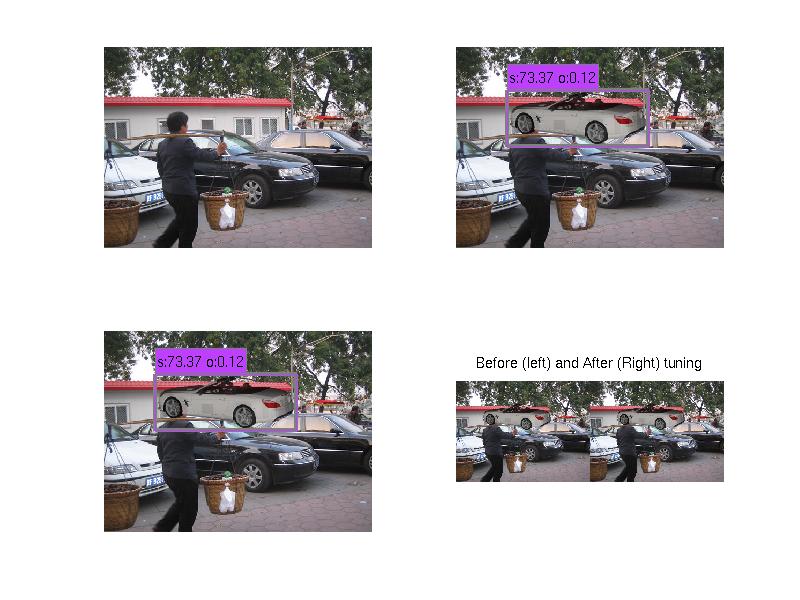 s:73.37 o:0.12
s:73.37 o:0.12
Before (left) and After (Right) tuning